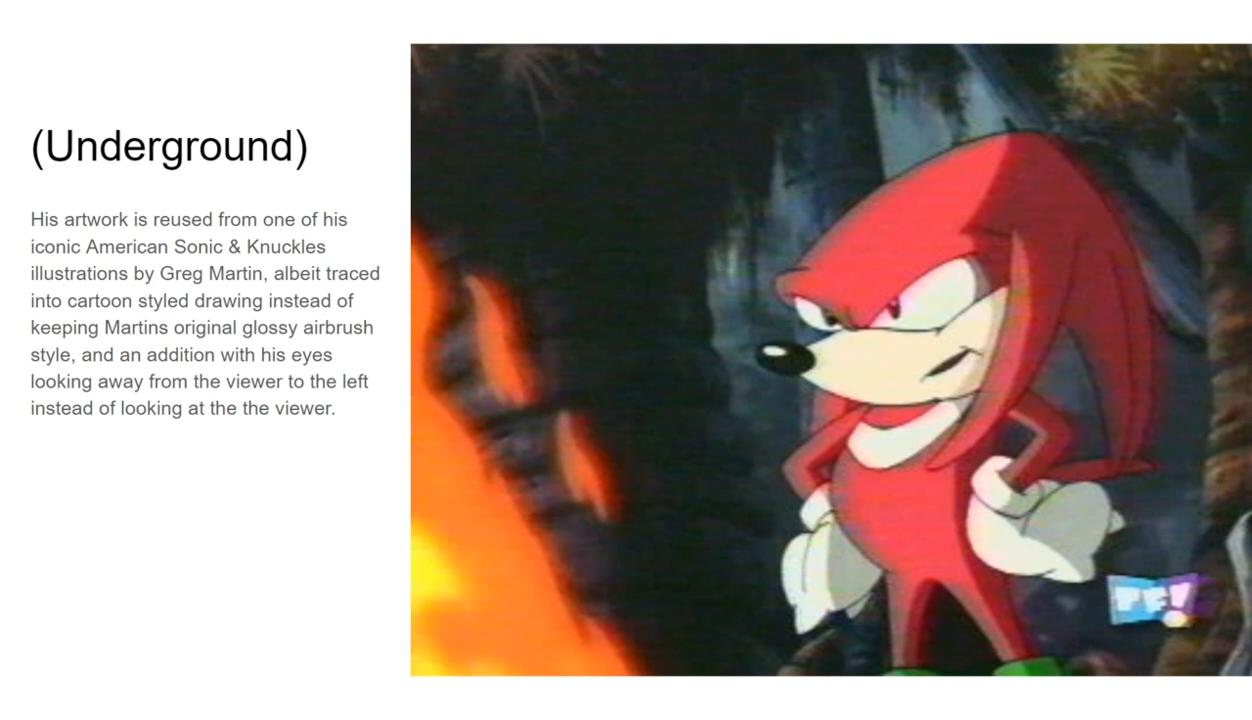 (Underground)
His artwork is reused from one of his
iconic American Sonic & Knuckles
illustrations by Greg Martin, albeit traced
into cartoon styled drawing instead of
keeping Martins original glossy airbrush
style, and an addition with his eyes
looking away from the viewer to the left
instead of looking at the the viewer.